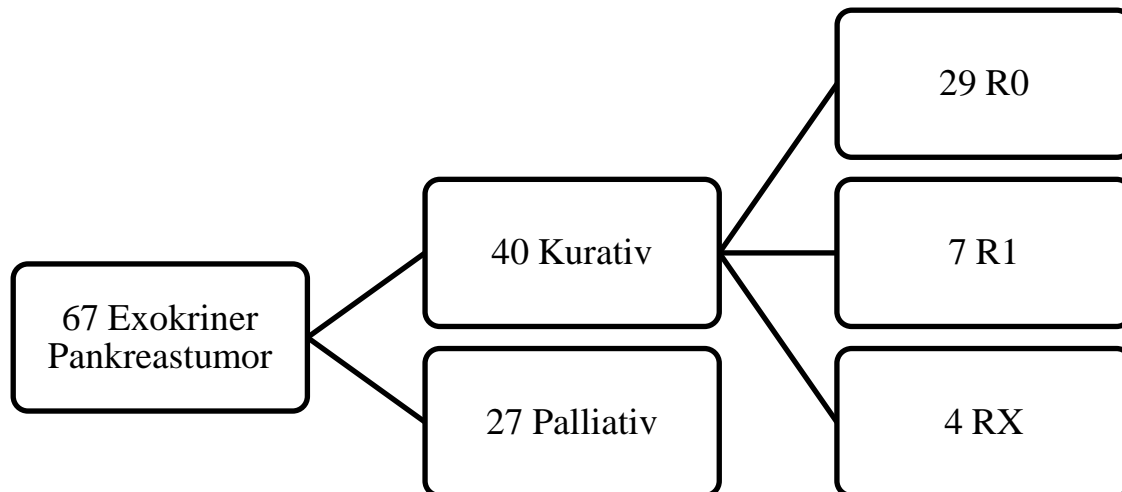 67 Exokriner
Pankreastumor
40 Kurativ
27 Palliativ
29 R0
7 R1
4 RX